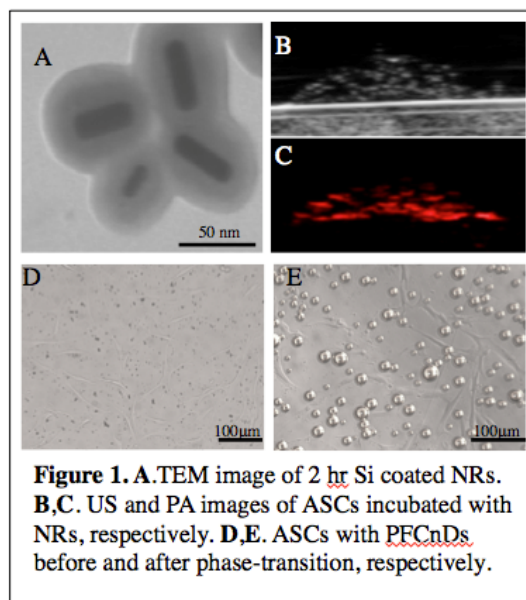 A
50 nm
B
C
D
100μm
E
100μm
Figure 1. A.TEM image of 2 hr Si coated NRs.
B,C. US and PA images of ASCs incubated with
NRs, respectively. D,E. ASCs with PFCnDs
before and after phase-transition, respectively.